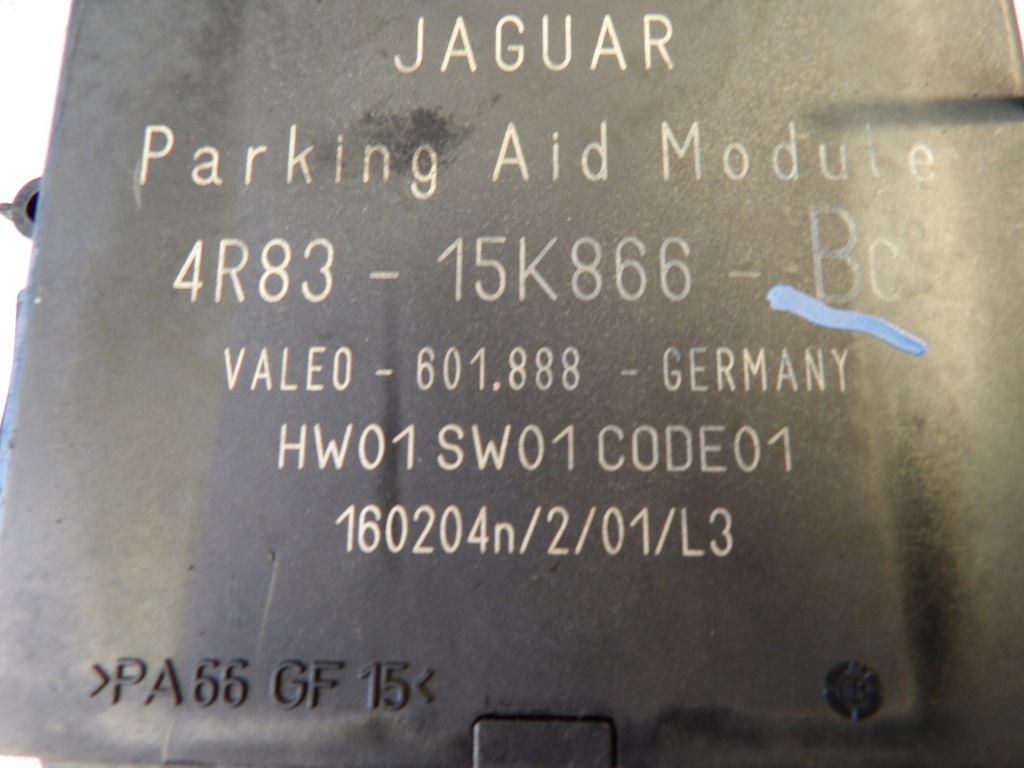 JAGUAR
Parking Aid Module
4R83 - 15K866 - BC
VALEO - 601.888 - GERMANY
HW01 SW01 CODE01
160204n/2/01/L3
>PA66 GF 15<